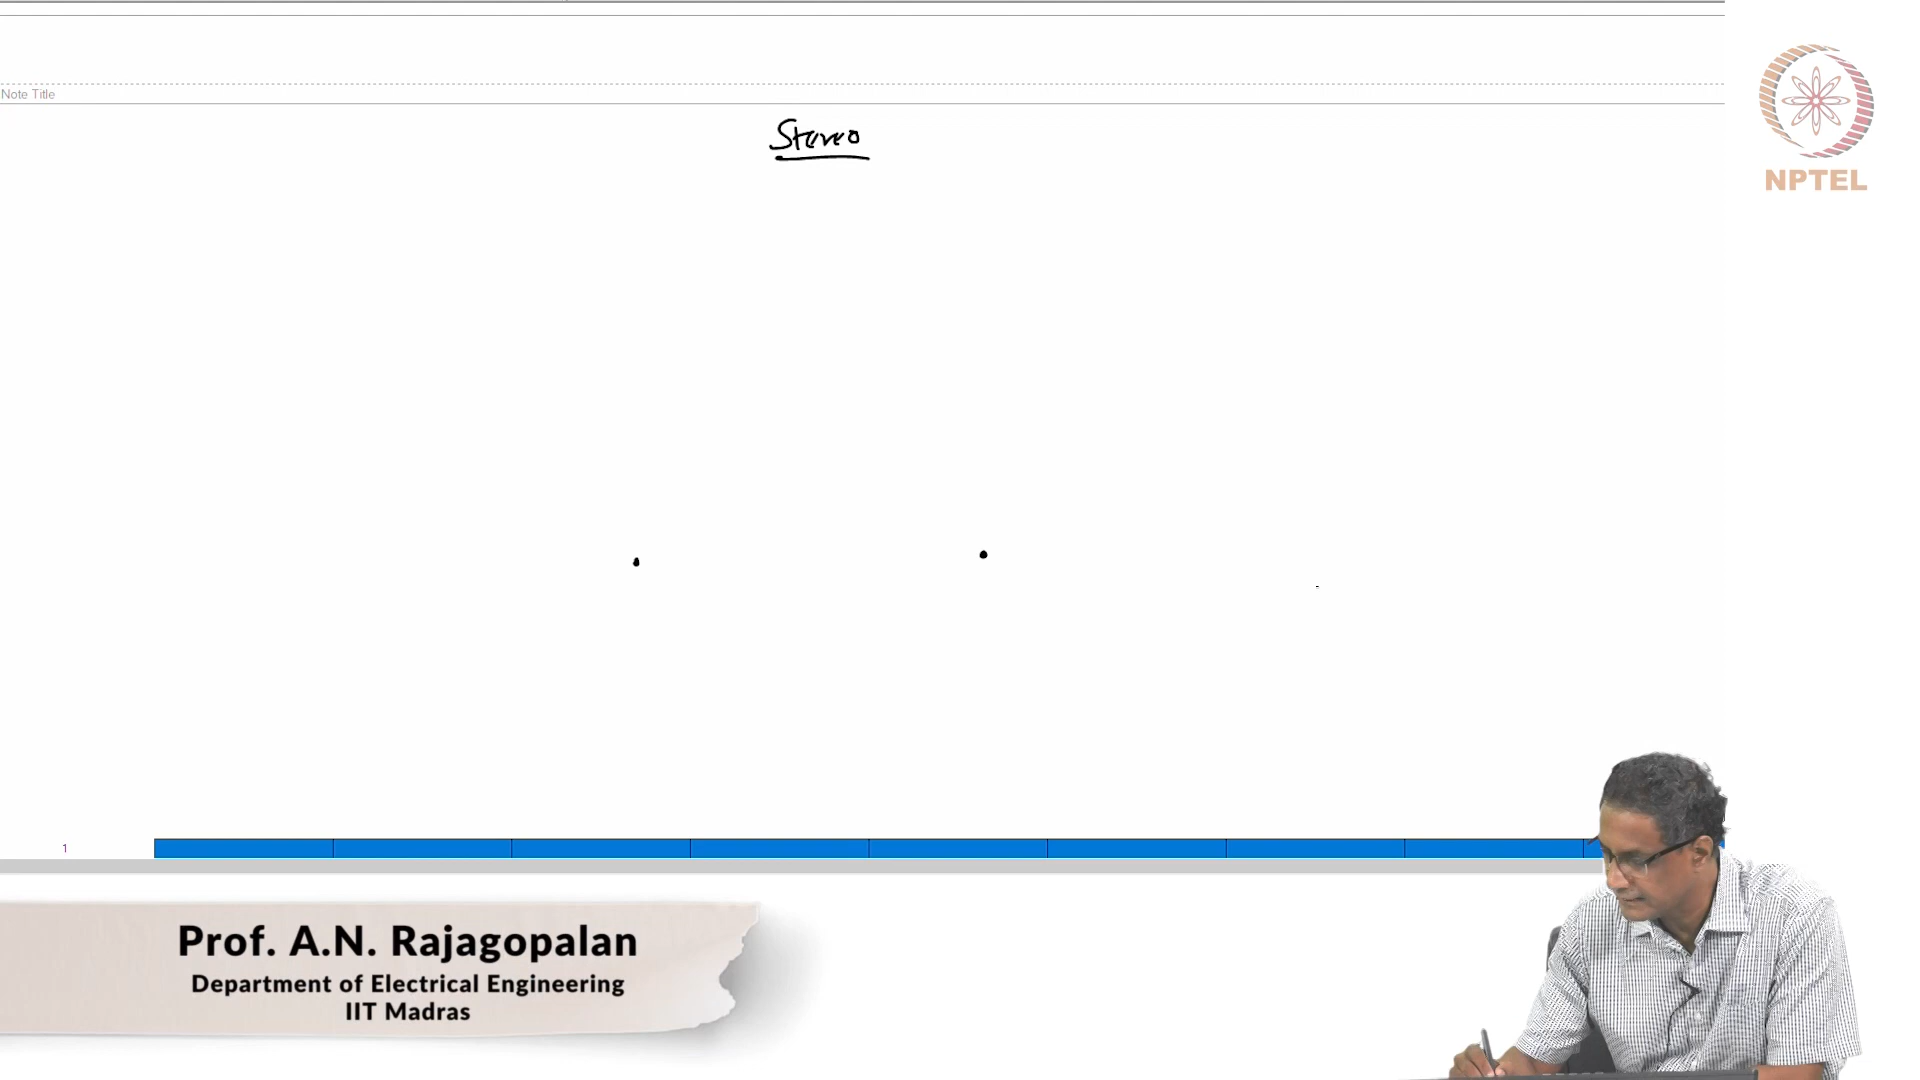 Note Title
Stereo
NPTEL
1
Prof. A.N. Rajagopalan
Department of Electrical Engineering
IIT Madras